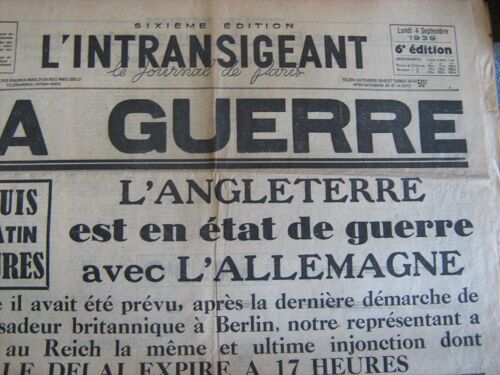 SIXIÈME ÉDITION
L'INTRANSIGEANT
le journal de paris
Lundi 4 Septembre
1939
6e édition
50c
A GUERRE
UIS
ATIN
URES
L'ANGLETERRE
est en état de guerre
avec L'ALLEMAGNE
e il avait été prévu, après la dernière démarche de
sadeur britannique à Berlin, notre représentant a
au Reich la même et ultime injonction dont
LE DELAI EXPIRE A 17 HEURES